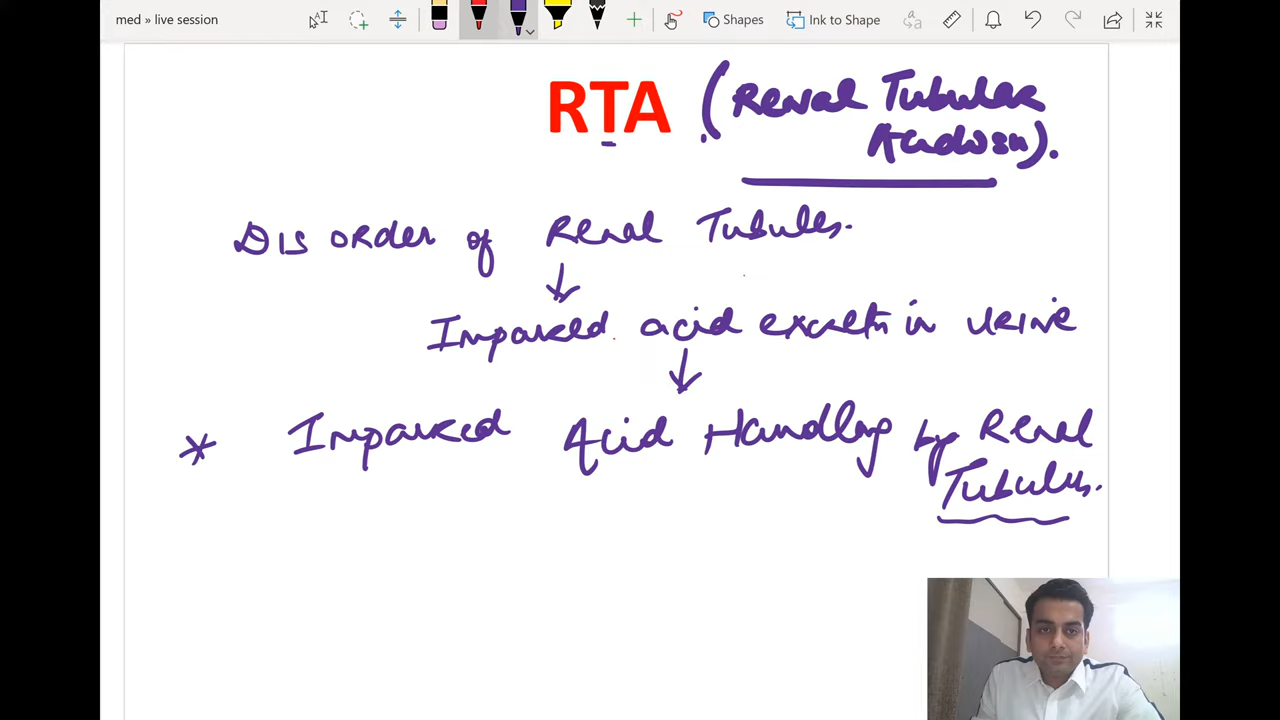 med » live session
Shapes
Ink to Shape
RTA (Renal Tubular
Acidosis).
Disorder of Renal Tubules.
Impaired acid excretn in urine
* Impaired Acid Handling by Renal
Tubules.